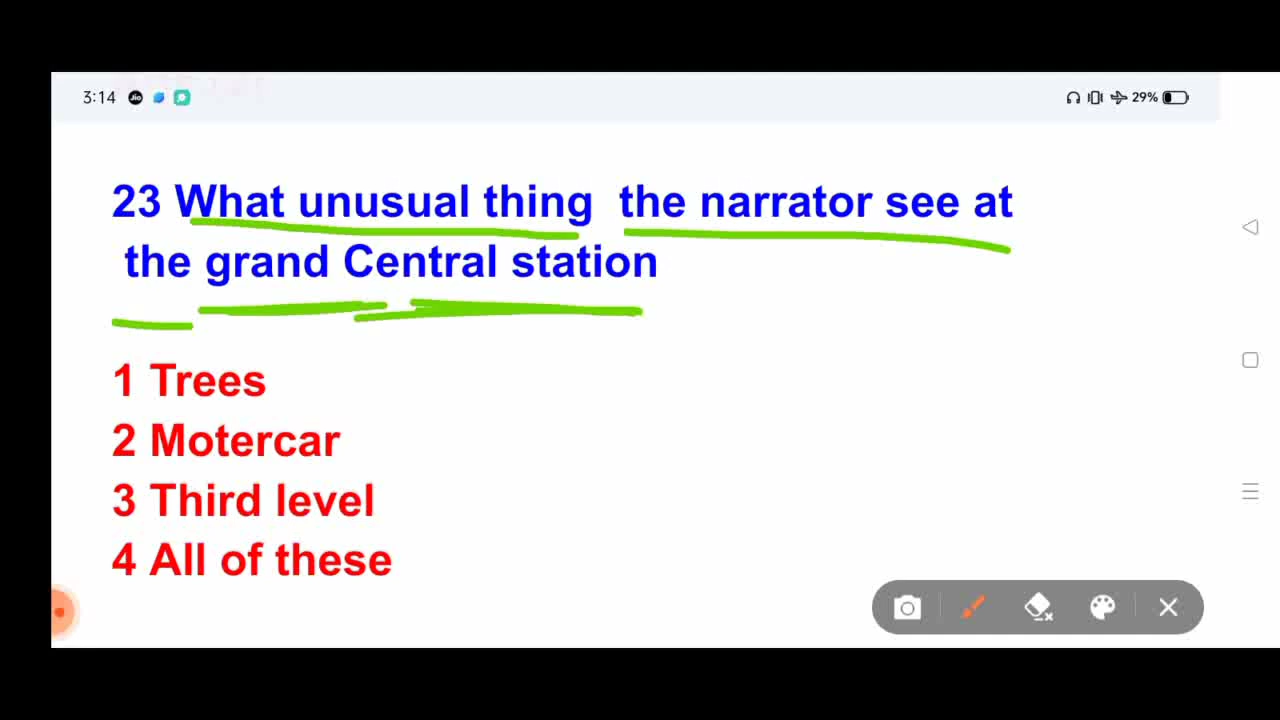 3:14 Jio 29%
23 What unusual thing the narrator see at
the grand Central station
1 Trees
2 Motercar
3 Third level
4 All of these